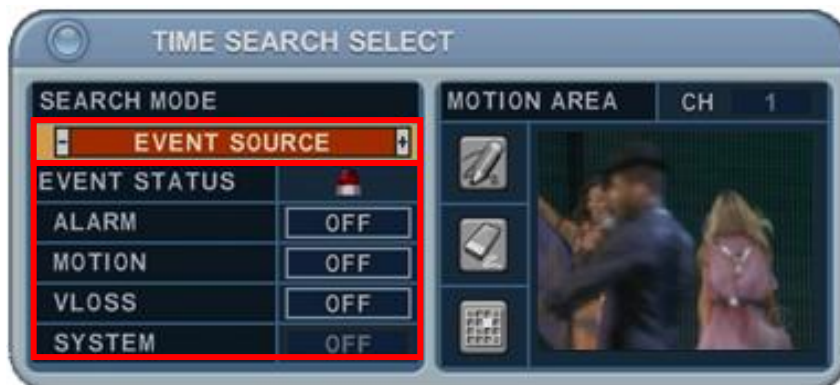 TIME SEARCH SELECT
SEARCH MODE
- EVENT SOURCE +
EVENT STATUS
ALARM OFF
MOTION OFF
VLOSS OFF
SYSTEM OFF
MOTION AREA CH 1